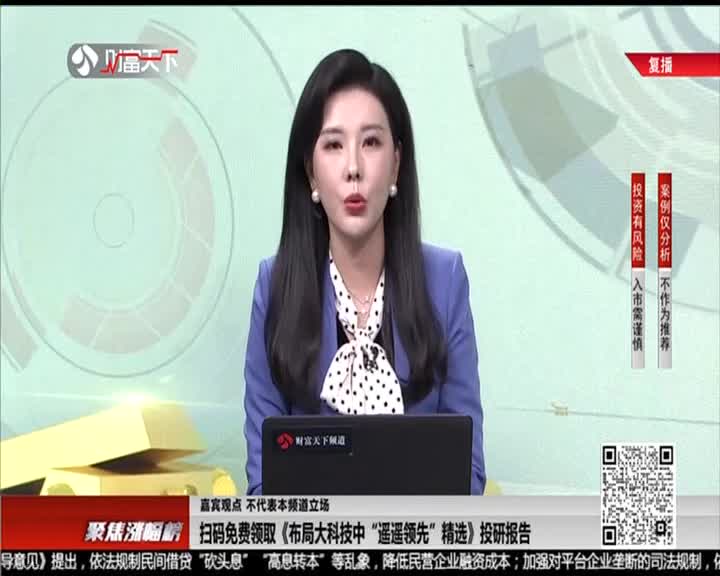 财富天下
复播
案例仅分析 不作为推荐
投资有风险 入市需谨慎
财富天下频道
嘉宾观点 不代表本频道立场
聚焦涨幅榜
扫码免费领取《布局大科技中“遥遥领先”精选》投研报告
导意见》提出，依法规制民间借贷“砍头息”“高息转本”等乱象，降低民营企业融资成本；加强对平台企业垄断的司法规制，依